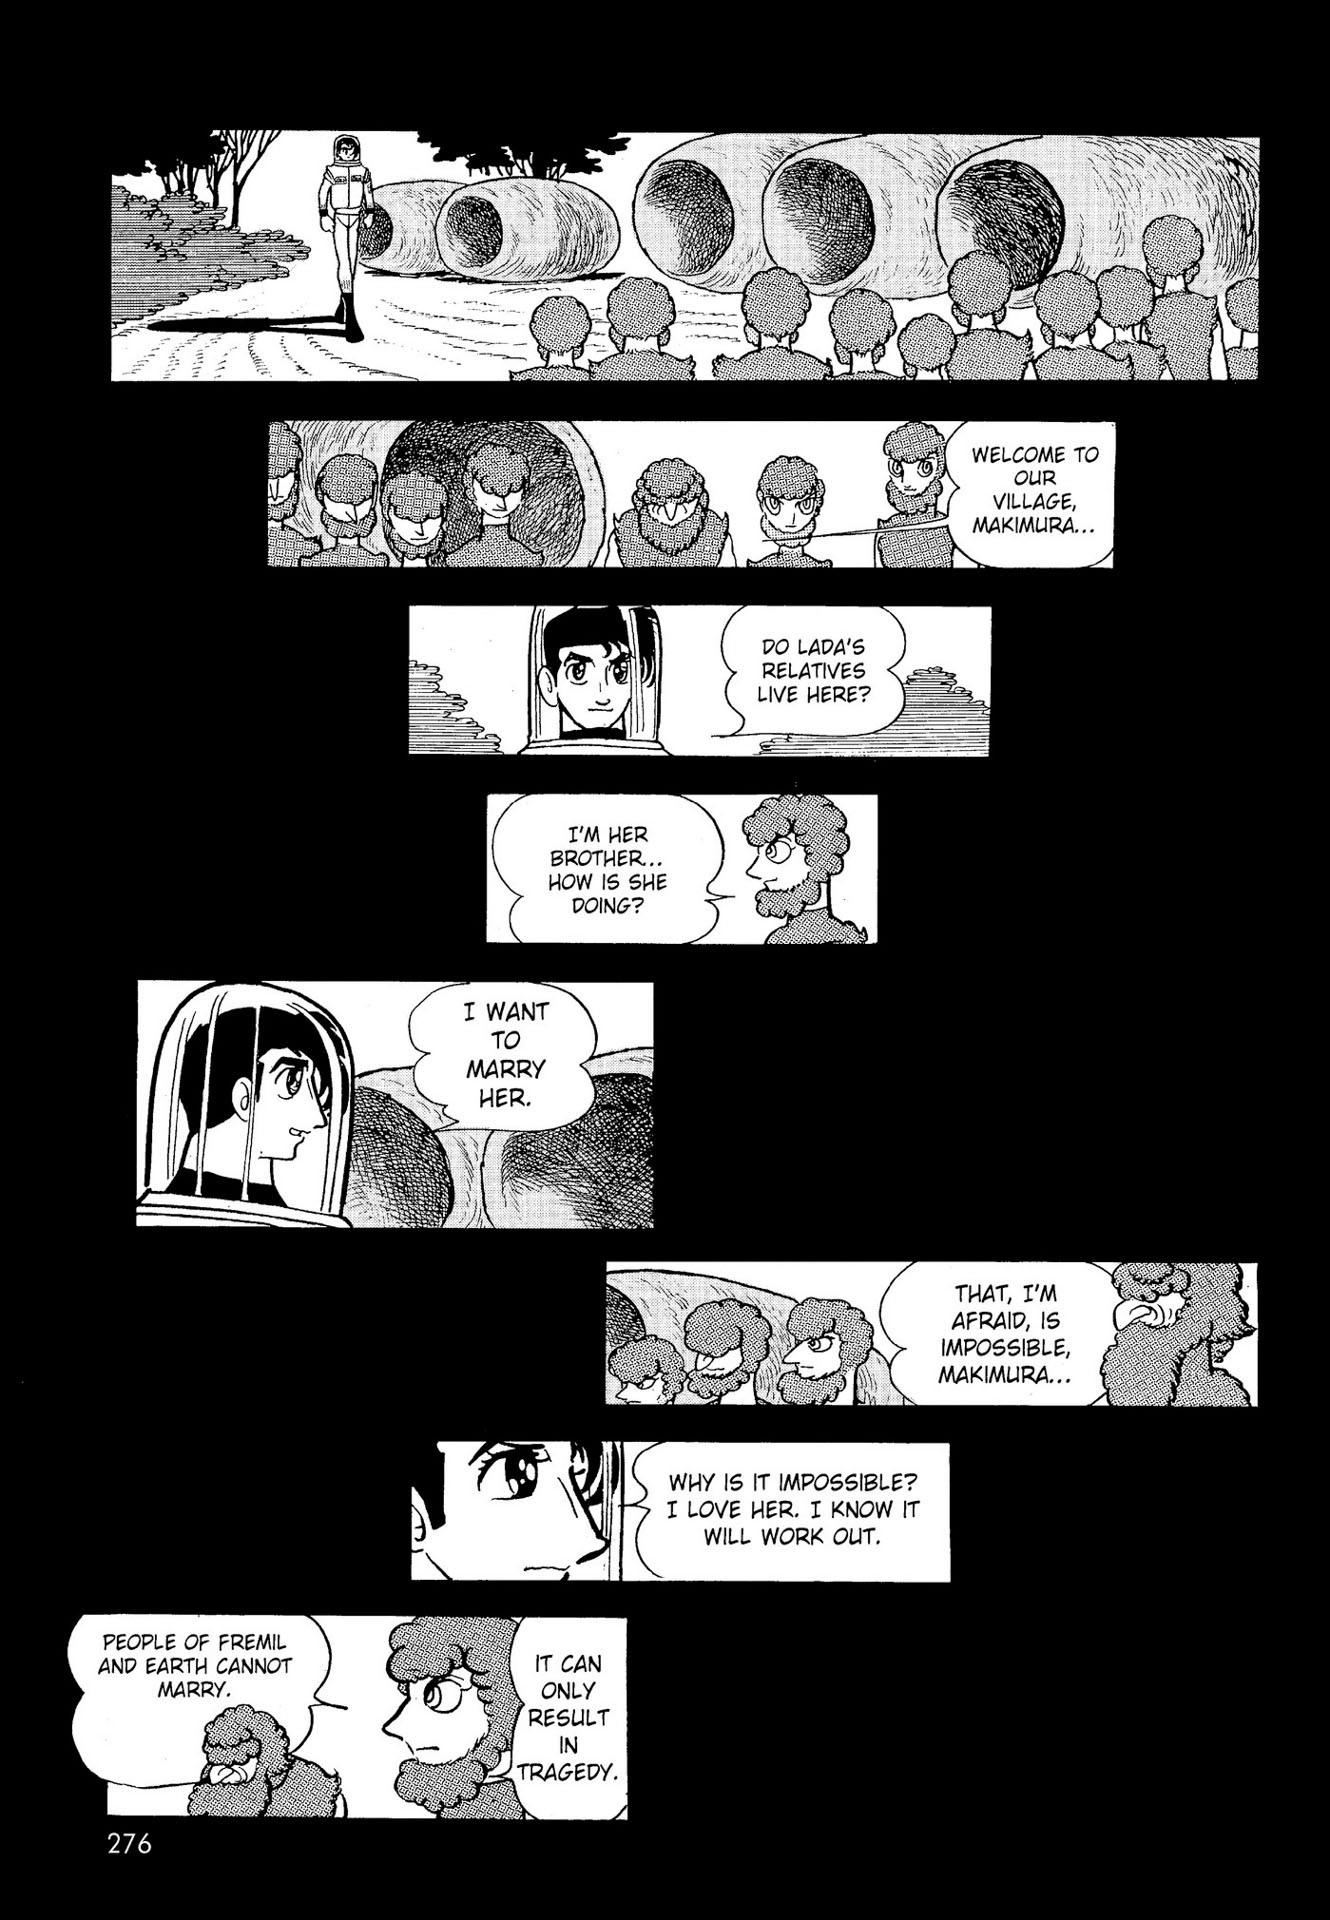 WELCOME TO
OUR
VILLAGE,
MAKIMURA...
DO LADA'S
RELATIVES
LIVE HERE?
I'M HER
BROTHER...
HOW IS SHE
DOING?
I WANT
TO
MARRY
HER.
THAT, I'M
AFRAID, IS
IMPOSSIBLE,
MAKIMURA...
WHY IS IT IMPOSSIBLE?
I LOVE HER. I KNOW IT
WILL WORK OUT.
PEOPLE OF FREMIL
AND EARTH CANNOT
MARRY.
IT CAN
ONLY
RESULT
IN
TRAGEDY.
276